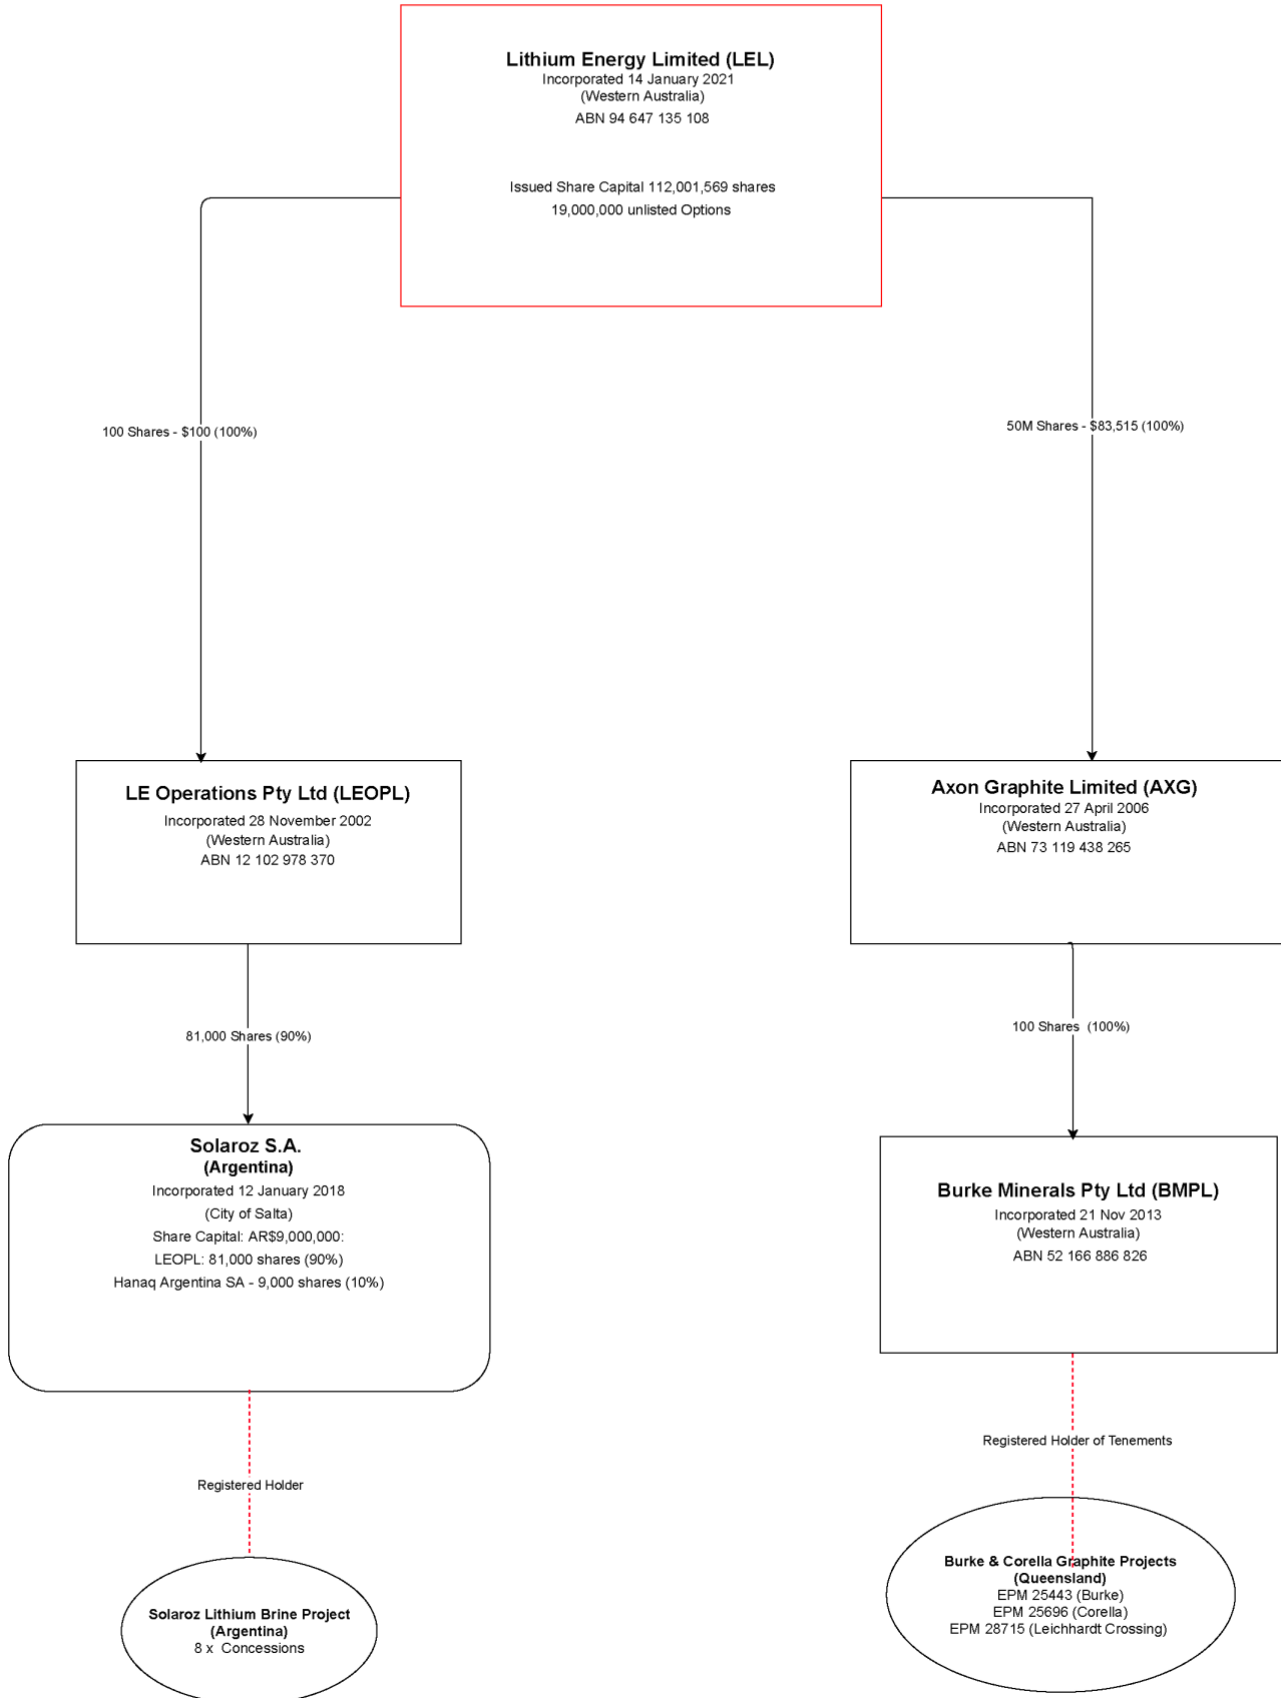 Lithium Energy Limited (LEL)
Incorporated 14 January 2021
(Western Australia)
ABN 94 647 135 108
Issued Share Capital 112,001,569 shares
19,000,000 unlisted Options
100 Shares - $100 (100%)
50M Shares - $83,515 (100%)
LE Operations Pty Ltd (LEOPL)
Incorporated 28 November 2002
(Western Australia)
ABN 12 102 978 370
Axon Graphite Limited (AXG)
Incorporated 27 April 2006
(Western Australia)
ABN 73 119 438 265
81,000 Shares (90%)
100 Shares (100%)
Solaroz S.A.
(Argentina)
Incorporated 12 January 2018
(City of Salta)
Share Capital: AR$9,000,000:
LEOPL: 81,000 shares (90%)
Hanaq Argentina SA - 9,000 shares (10%)
Burke Minerals Pty Ltd (BMPL)
Incorporated 21 Nov 2013
(Western Australia)
ABN 52 166 886 826
Registered Holder
Registered Holder of Tenements
Solaroz Lithium Brine Project
(Argentina)
8 x Concessions
Burke & Corella Graphite Projects
(Queensland)
EPM 25443 (Burke)
EPM 25696 (Corella)
EPM 28715 (Leichhardt Crossing)